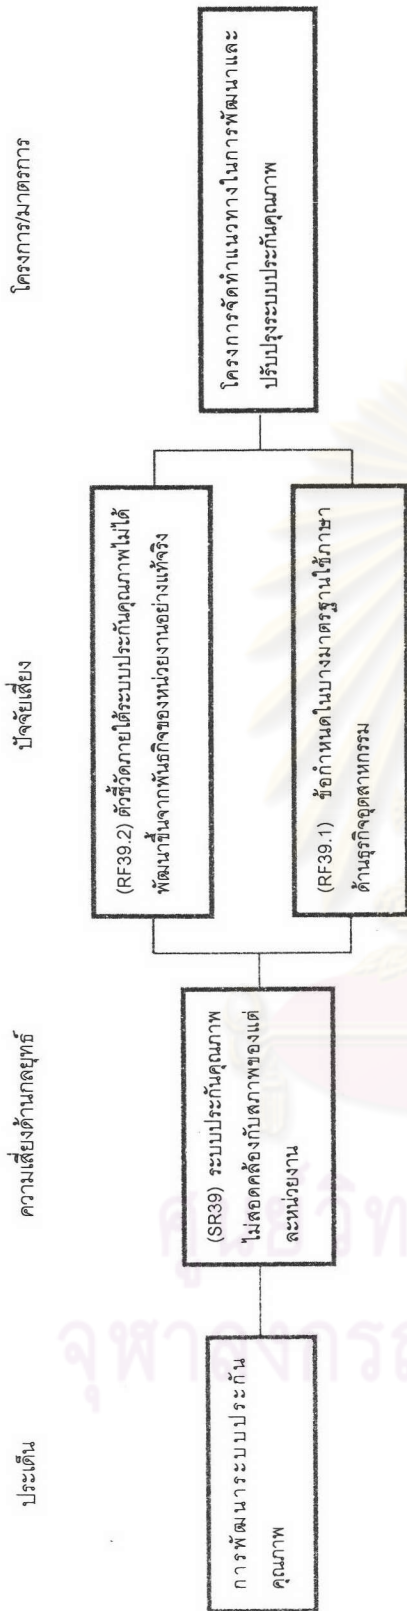 ประเด็น
ความเสี่ยงด้านกลยุทธ์
ปัจจัยเสี่ยง
โครงการ/มาตรการ
การพัฒนาระบบประกัน
คุณภาพ
(SR39) ระบบประกันคุณภาพ
ไม่สอดคล้องกับสภาพของแต่
ละหน่วยงาน
(RF39.2) ตัวชี้วัดภายใต้ระบบประกันคุณภาพไม่ได้
พัฒนาขึ้นจากพันธกิจของหน่วยงานอย่างแท้จริง
(RF39.1) ข้อกำหนดในบางมาตรฐานใช้ภาษา
ด้านธุรกิจอุตสาหกรรม
โครงการจัดทำแนวทางในการพัฒนาและ
ปรับปรุงระบบประกันคุณภาพ
ศูนย์วิท
จุฬาลงกรณ